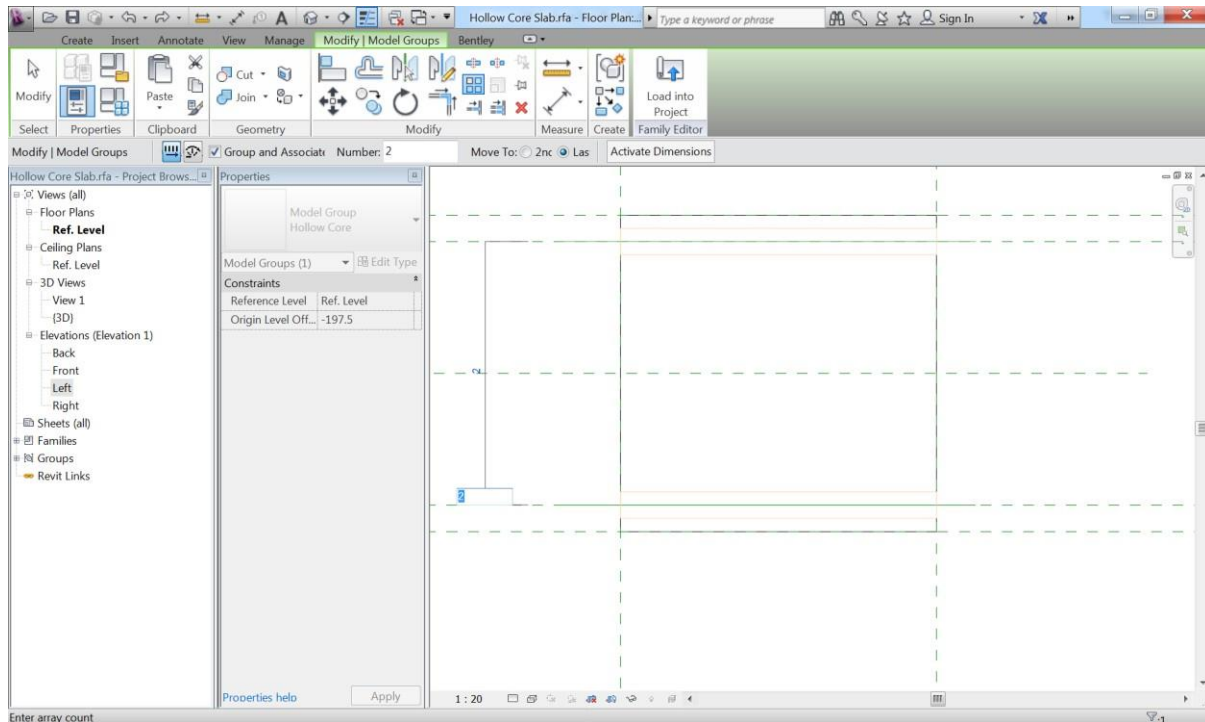 Hollow Core Slab.rfa - Floor Plan:...
Type a keyword or phrase
Sign In
Create Insert Annotate View Manage Modify | Model Groups Bentley
Modify
Paste
Cut
Join
Load into
Project
Select Properties Clipboard Geometry Modify Measure Create Family Editor
Modify | Model Groups Group and Associate Number: 2 Move To: 2nc Las Activate Dimensions
Hollow Core Slab.rfa - Project Brows...
Views (all)
Floor Plans
Ref. Level
Ceiling Plans
Ref. Level
3D Views
View 1
{3D}
Elevations (Elevation 1)
Back
Front
Left
Right
Sheets (all)
Families
Groups
Revit Links
Properties
Model Group
Hollow Core
Model Groups (1) Edit Type
Constraints
Reference Level Ref. Level
Origin Level Off... -197.5
Properties help Apply
2
2
1 : 20
Enter array count
:1